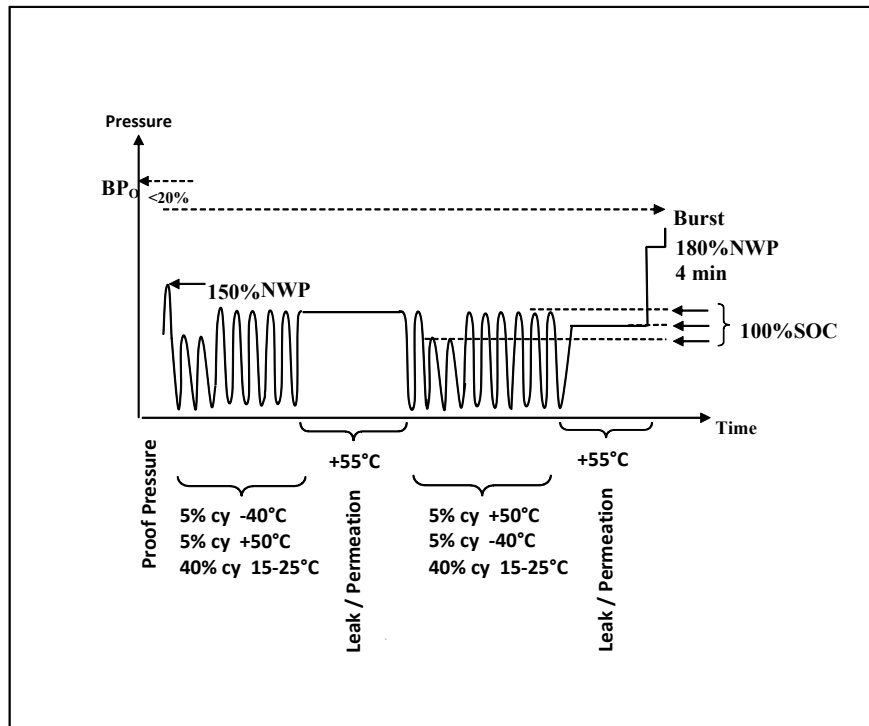 Pressure
BPO
<20%
Burst
180%NWP
4 min
150%NWP
100%SOC
Time
+55°C
+55°C
Proof Pressure
5% cy -40°C
5% cy +50°C
40% cy 15-25°C
Leak / Permeation
5% cy +50°C
5% cy -40°C
40% cy 15-25°C
Leak / Permeation